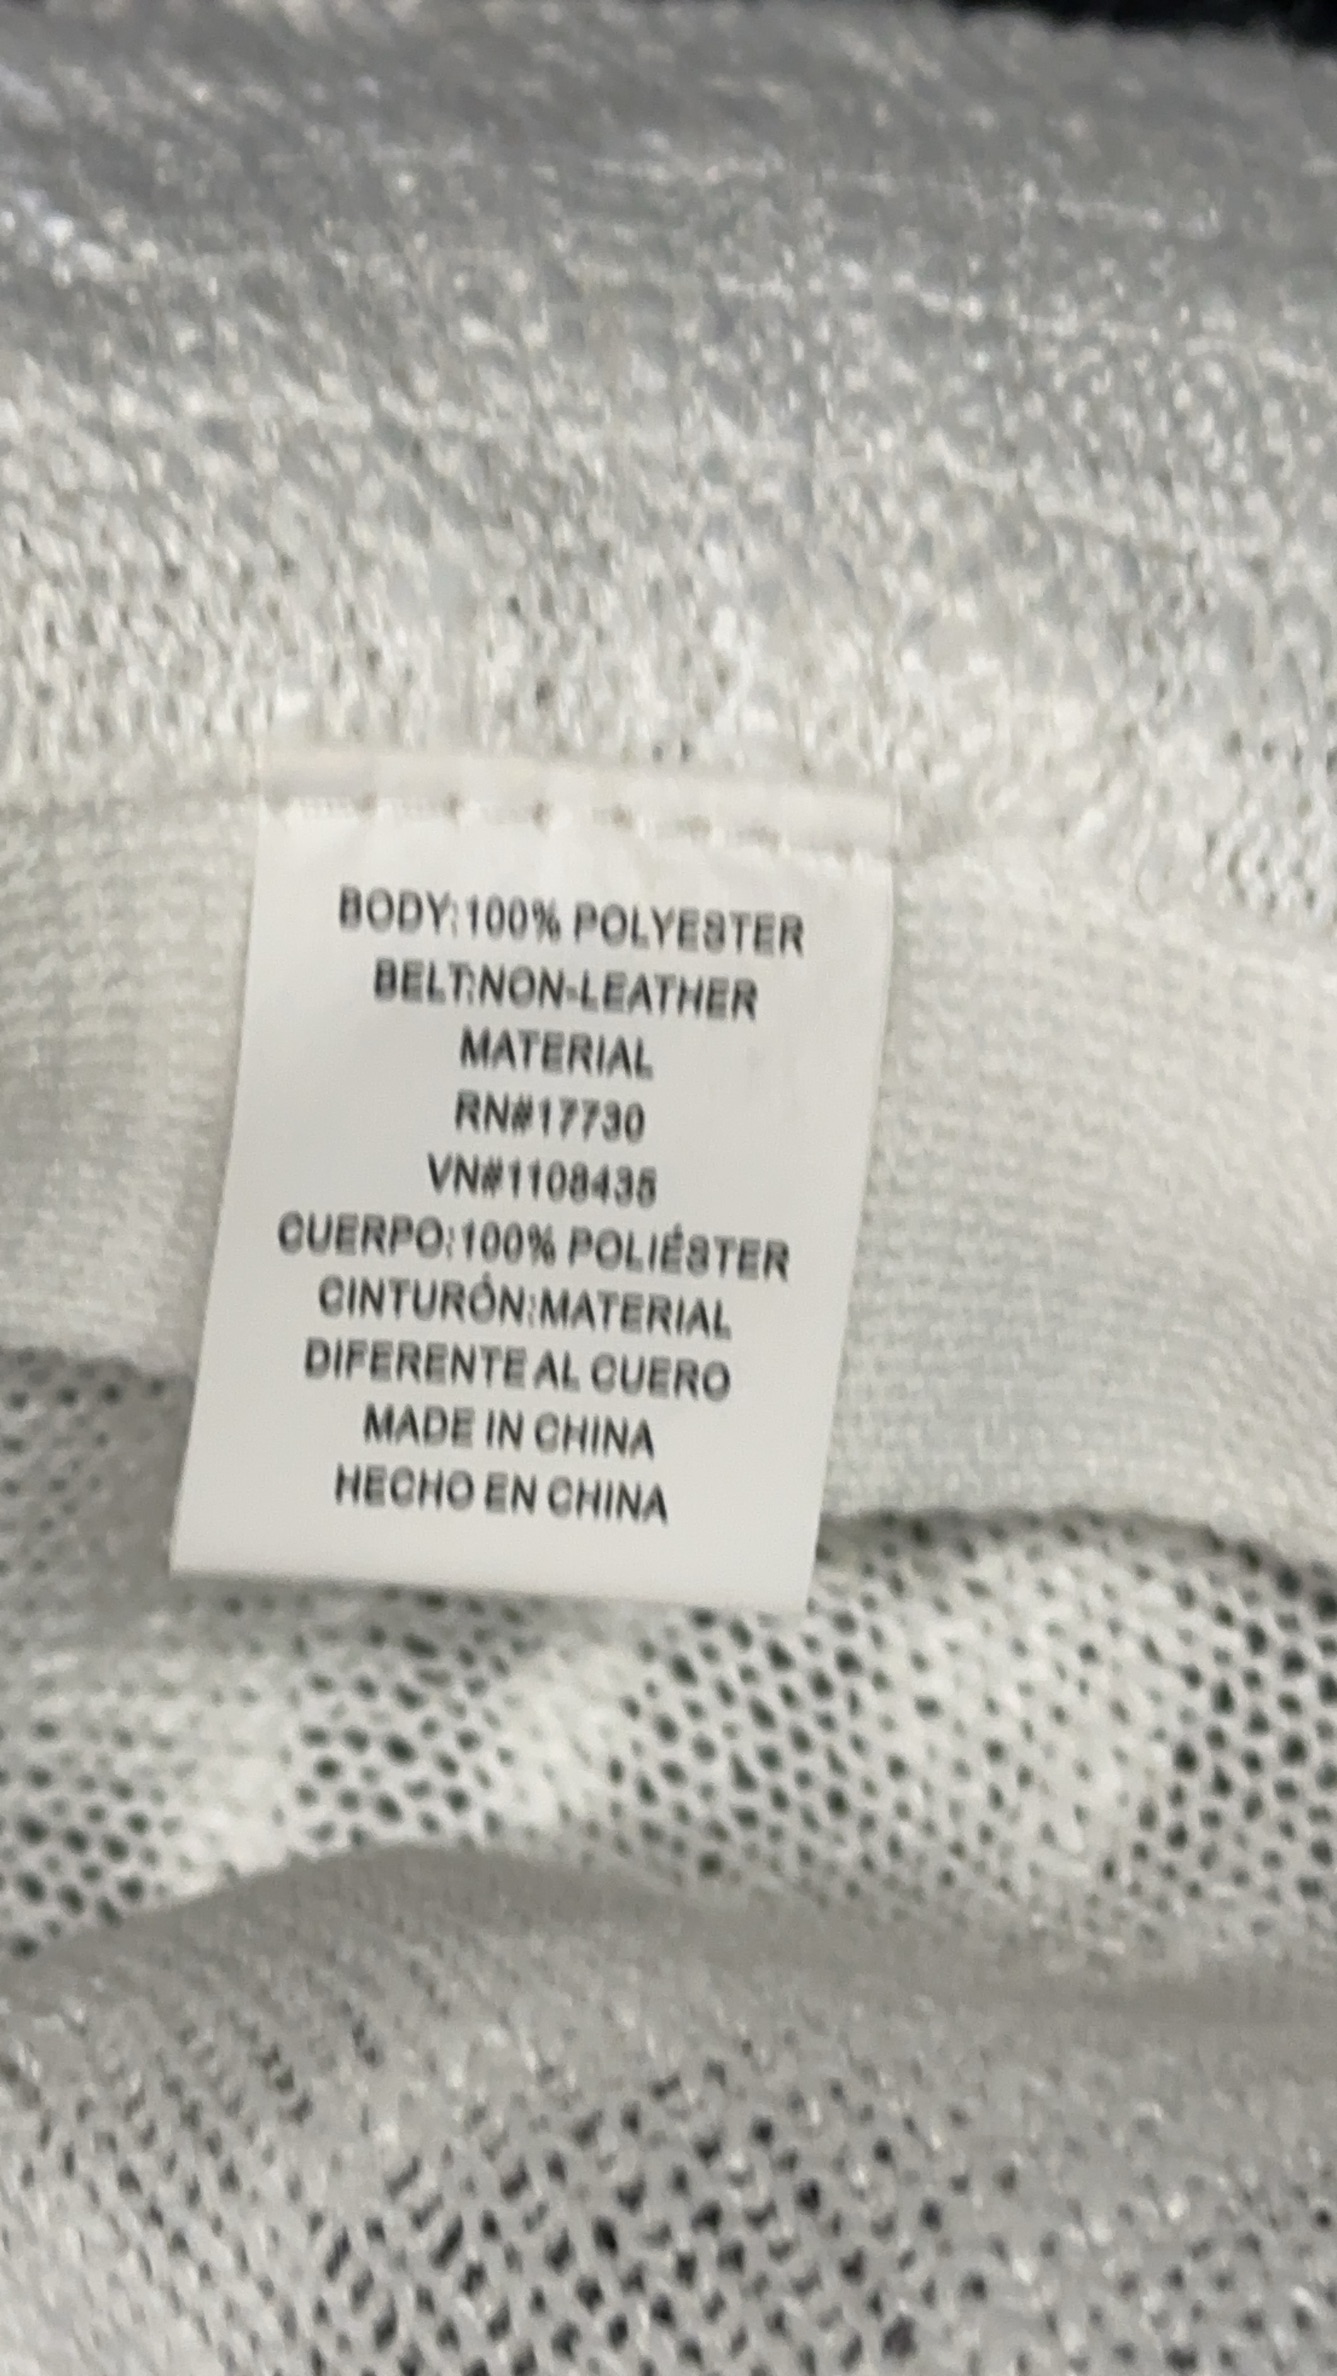 BODY:100% POLYESTER
BELT:NON-LEATHER
MATERIAL
RN#17730
VN#1108435
CUERPO:100% POLIÉSTER
CINTURÓN:MATERIAL
DIFERENTE AL CUERO
MADE IN CHINA
HECHO EN CHINA